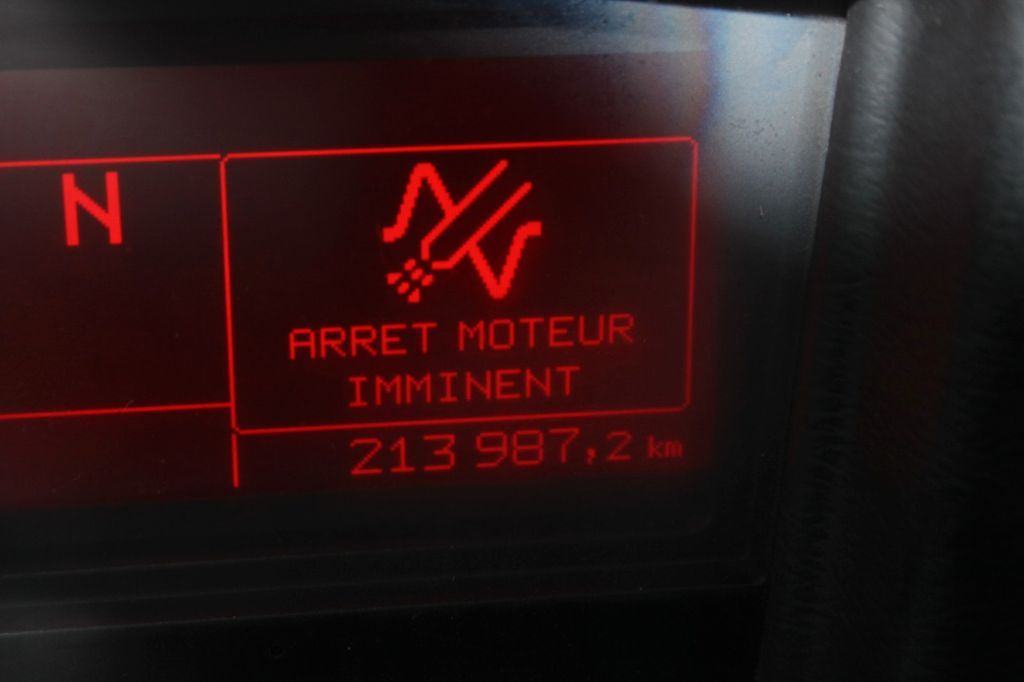 N
ARRET MOTEUR
IMMINENT
213 987,2 km